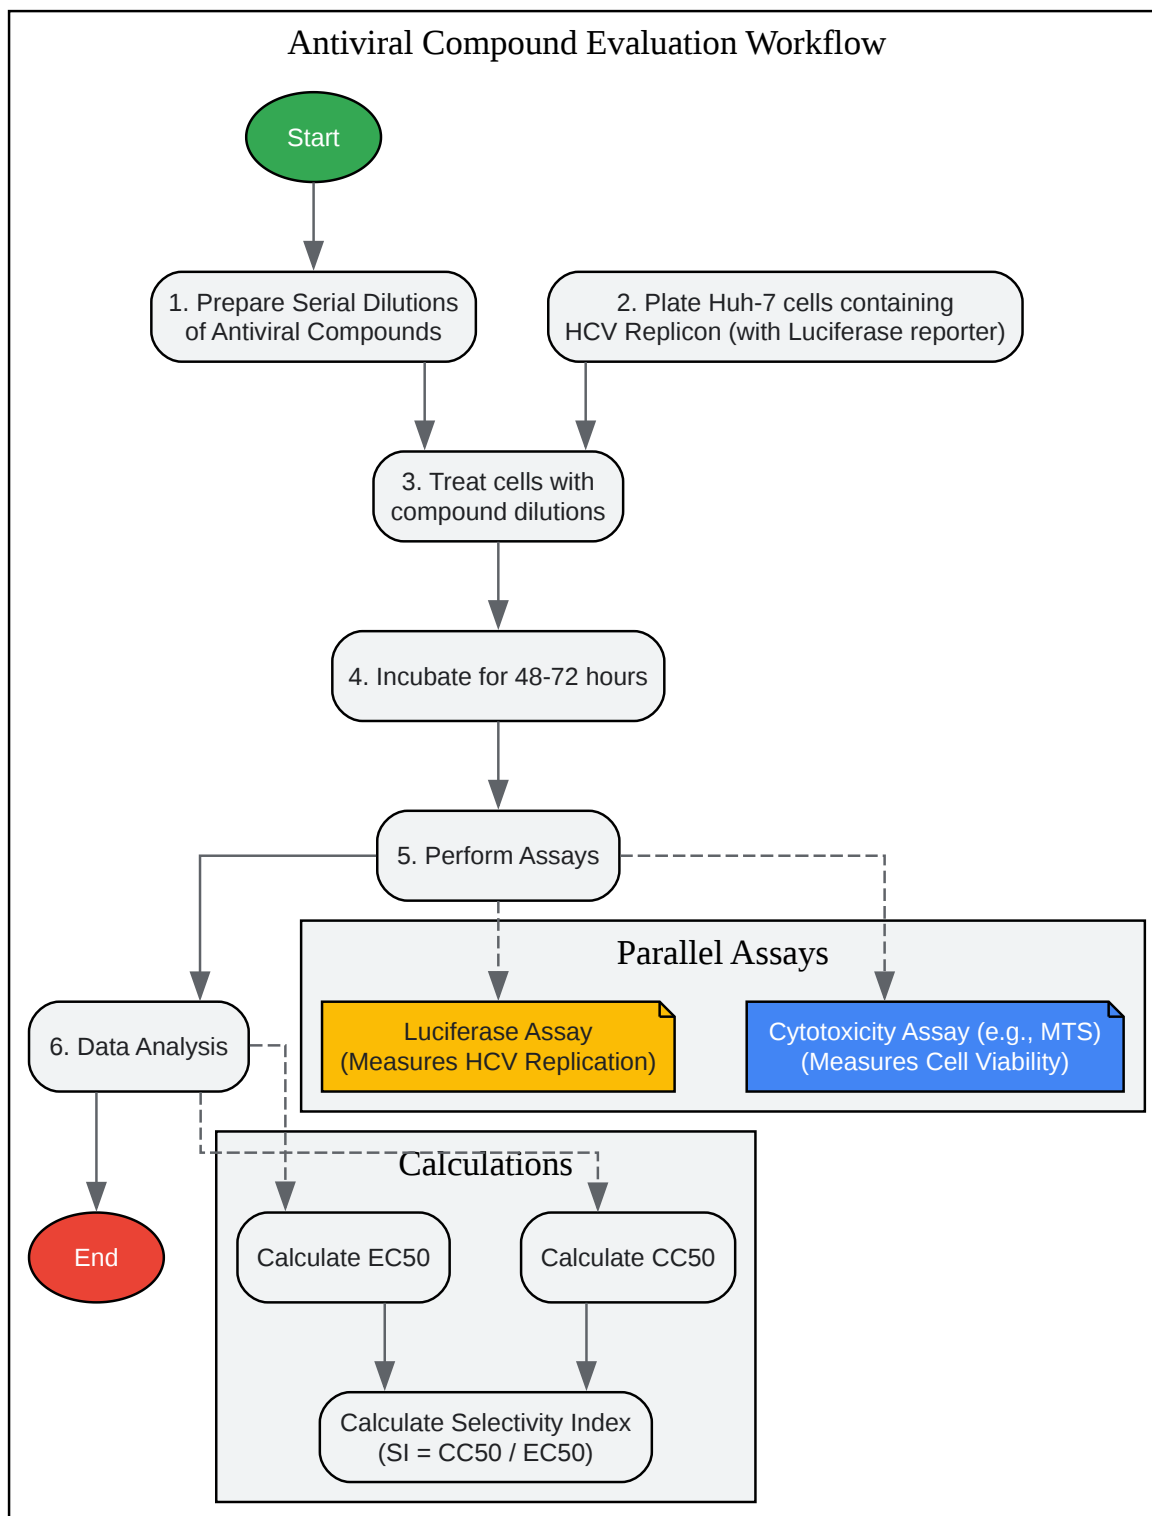 Antiviral Compound Evaluation Workflow
Start
1. Prepare Serial Dilutions
of Antiviral Compounds
2. Plate Huh-7 cells containing
HCV Replicon (with Luciferase reporter)
3. Treat cells with
compound dilutions
4. Incubate for 48-72 hours
5. Perform Assays
Parallel Assays
Luciferase Assay
(Measures HCV Replication)
Cytotoxicity Assay (e.g., MTS)
(Measures Cell Viability)
6. Data Analysis
Calculations
End
Calculate EC50
Calculate CC50
Calculate Selectivity Index
(SI = CC50 / EC50)